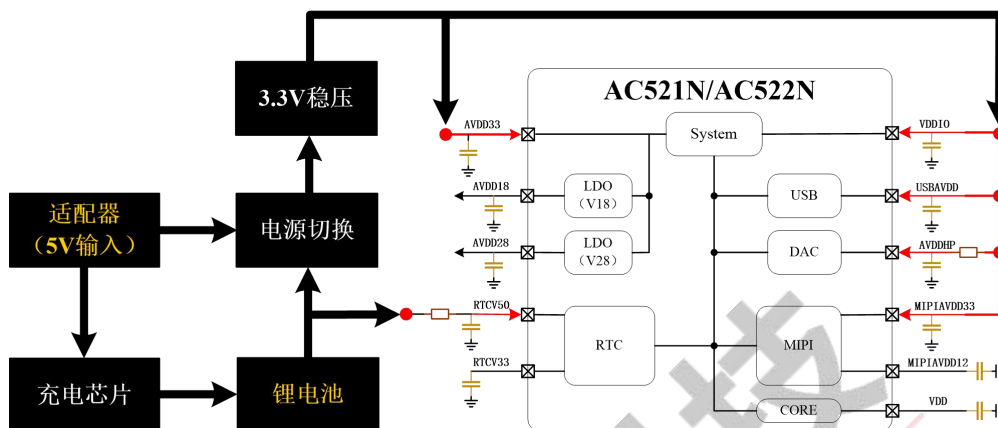 AC521N/AC522N
3.3V稳压
AVDD33
System
VDDIO
AVDD18
LDO
(V18)
USB
USBAVDD
适配器
（5V输入）
电源切换
AVDD28
LDO
(V28)
DAC
AVDDHP
RTCV50
MIPIAVDD33
RTC
MIPI
RTCV33
MIPIAVDD12
充电芯片
锂电池
CORE
VDD